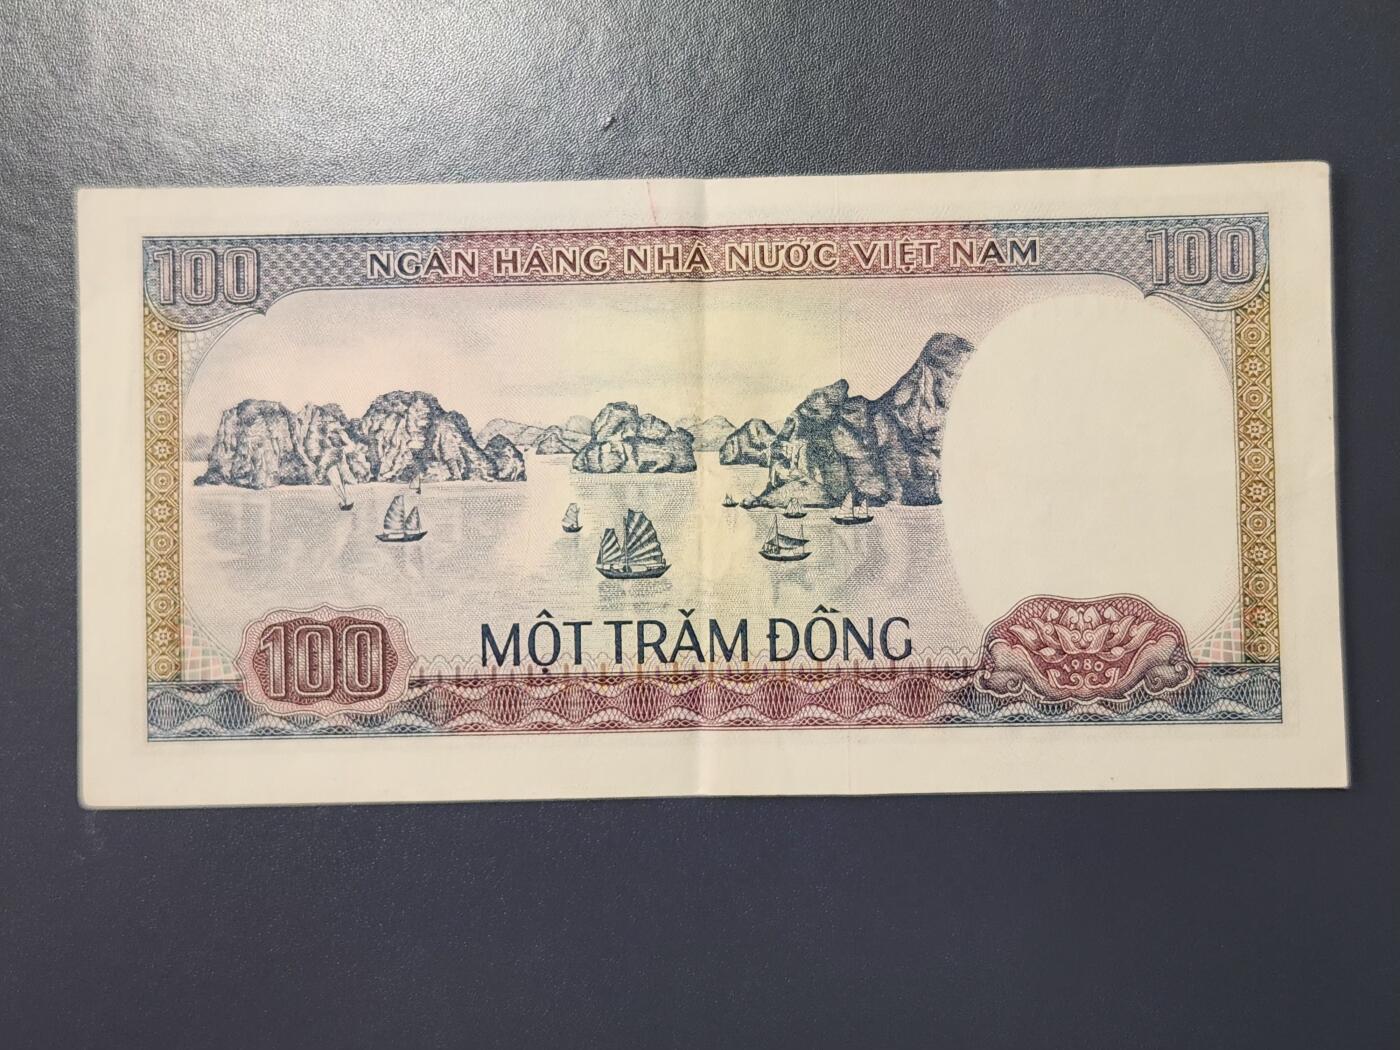 100 NGÂN HÀNG NHÀ NƯỚC VIỆT NAM 100
MỘT TRĂM ĐỒNG
100
1980